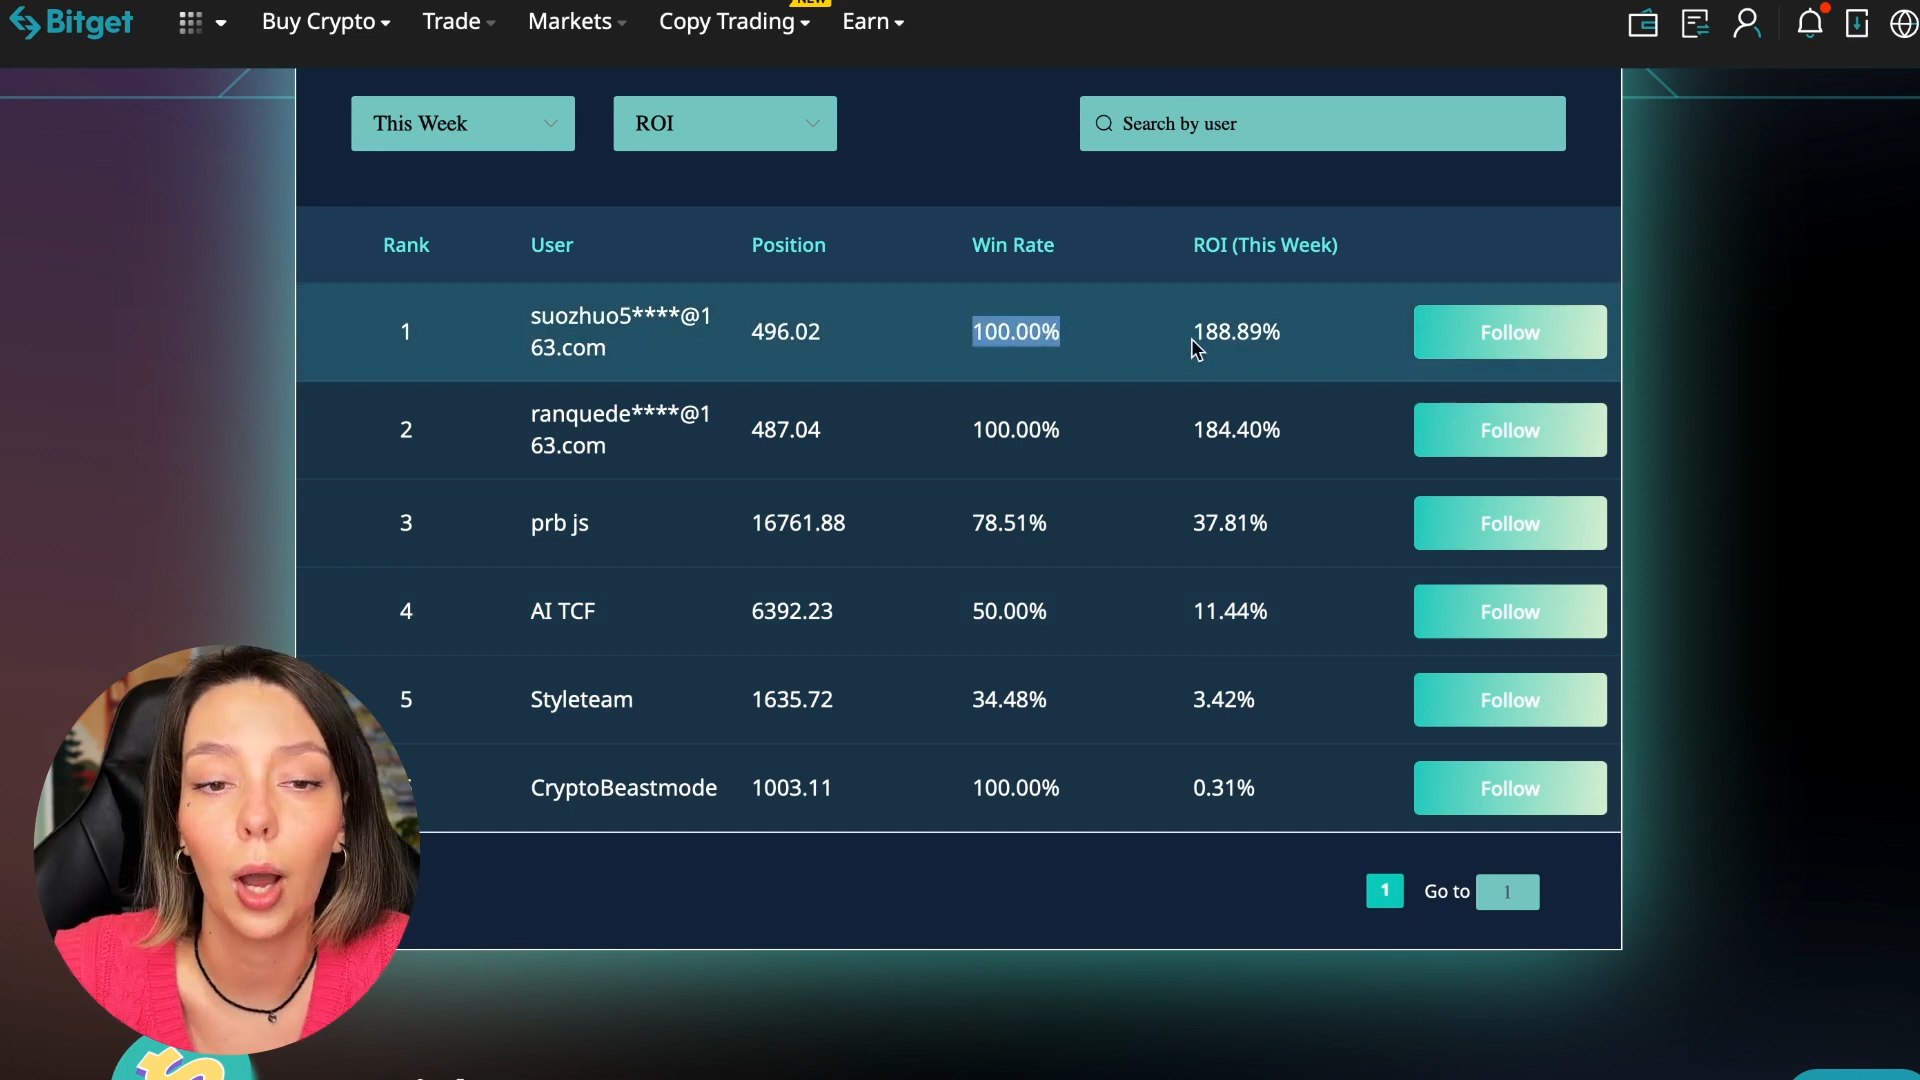 Bitget
Buy Crypto
Trade
Markets
Copy Trading
NEW
Earn
This Week
ROI
Search by user
Rank User Position Win Rate ROI (This Week)
1 suozhuo5****@1
63.com 496.02 100.00% 188.89% Follow
2 ranquede****@1
63.com 487.04 100.00% 184.40% Follow
3 prb js 16761.88 78.51% 37.81% Follow
4 AI TCF 6392.23 50.00% 11.44% Follow
5 Styleteam 1635.72 34.48% 3.42% Follow
CryptoBeastmode 1003.11 100.00% 0.31% Follow
1 Go to 1